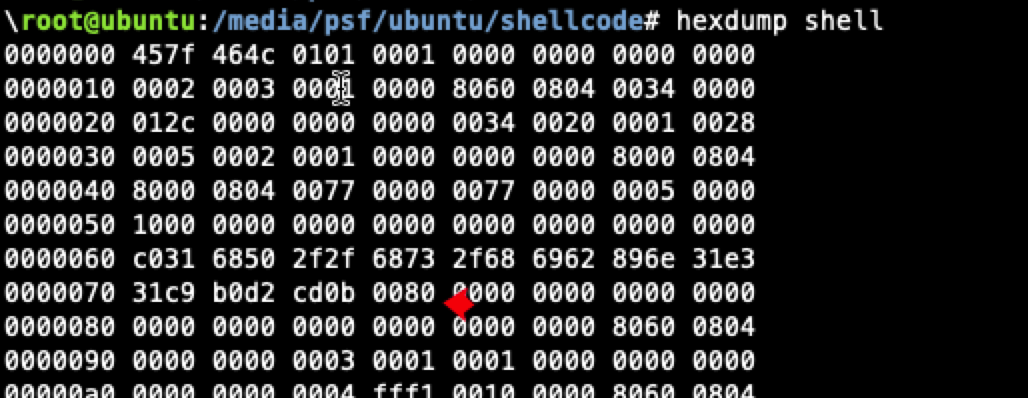 \root@ubuntu:/media/psf/ubuntu/shellcode# hexdump shell
0000000 457f 464c 0101 0001 0000 0000 0000 0000
0000010 0002 0003 0001 0000 8060 0804 0034 0000
0000020 012c 0000 0000 0000 0034 0020 0001 0028
0000030 0005 0002 0001 0000 0000 0000 8000 0804
0000040 8000 0804 0077 0000 0077 0000 0005 0000
0000050 1000 0000 0000 0000 0000 0000 0000 0000
0000060 c031 6850 2f2f 6873 2f68 6962 896e 31e3
0000070 31c9 b0d2 cd0b 0080 0000 0000 0000 0000
0000080 0000 0000 0000 0000 0000 0000 8060 0804
0000090 0000 0000 0003 0001 0001 0000 0000 0000
00000a0 0000 0000 0004 fff1 0010 0000 8060 0804